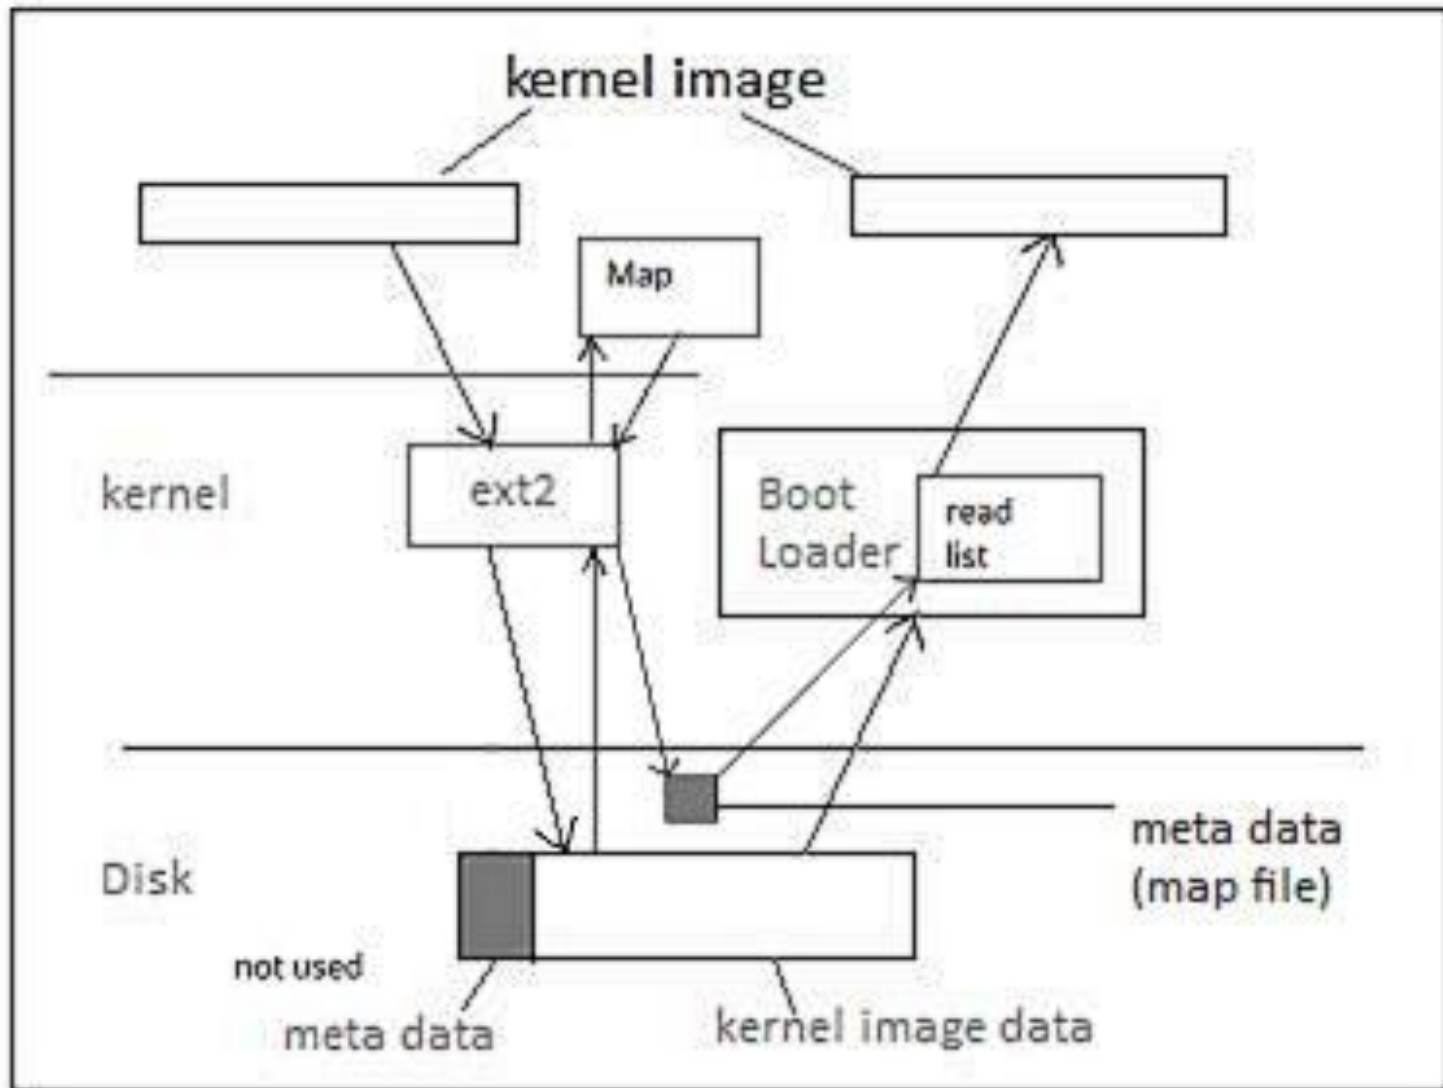 kernel image
Map
kernel
ext2
Boot
Loader
read
list
Disk
meta data
(map file)
not used
meta data
kernel image data